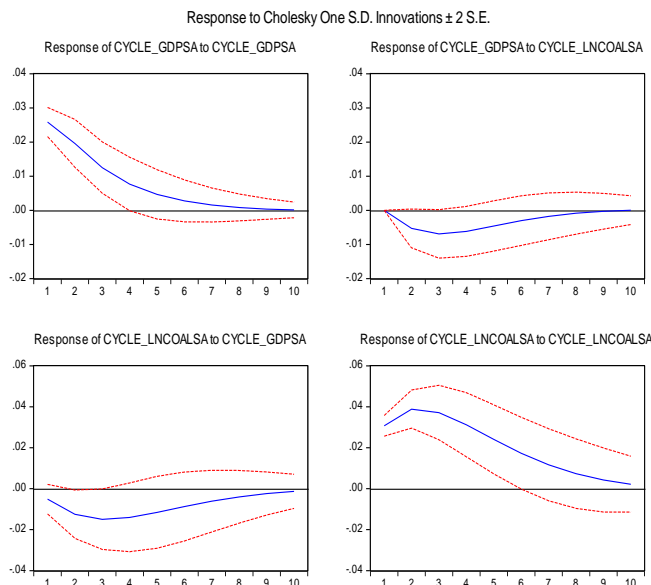 Response to Cholesky One S.D. Innovations ± 2 S.E.
Response of CYCLE_GDPSA to CYCLE_GDPSA
.04
.03
.02
.01
.00
-.01
-.02
1 2 3 4 5 6 7 8 9 10
Response of CYCLE_GDPSA to CYCLE_LNCOALSA
.04
.03
.02
.01
.00
-.01
-.02
1 2 3 4 5 6 7 8 9 10
Response of CYCLE_LNCOALSA to CYCLE_GDPSA
.06
.04
.02
.00
-.02
-.04
1 2 3 4 5 6 7 8 9 10
Response of CYCLE_LNCOALSA to CYCLE_LNCOALSA
.06
.04
.02
.00
-.02
-.04
1 2 3 4 5 6 7 8 9 10